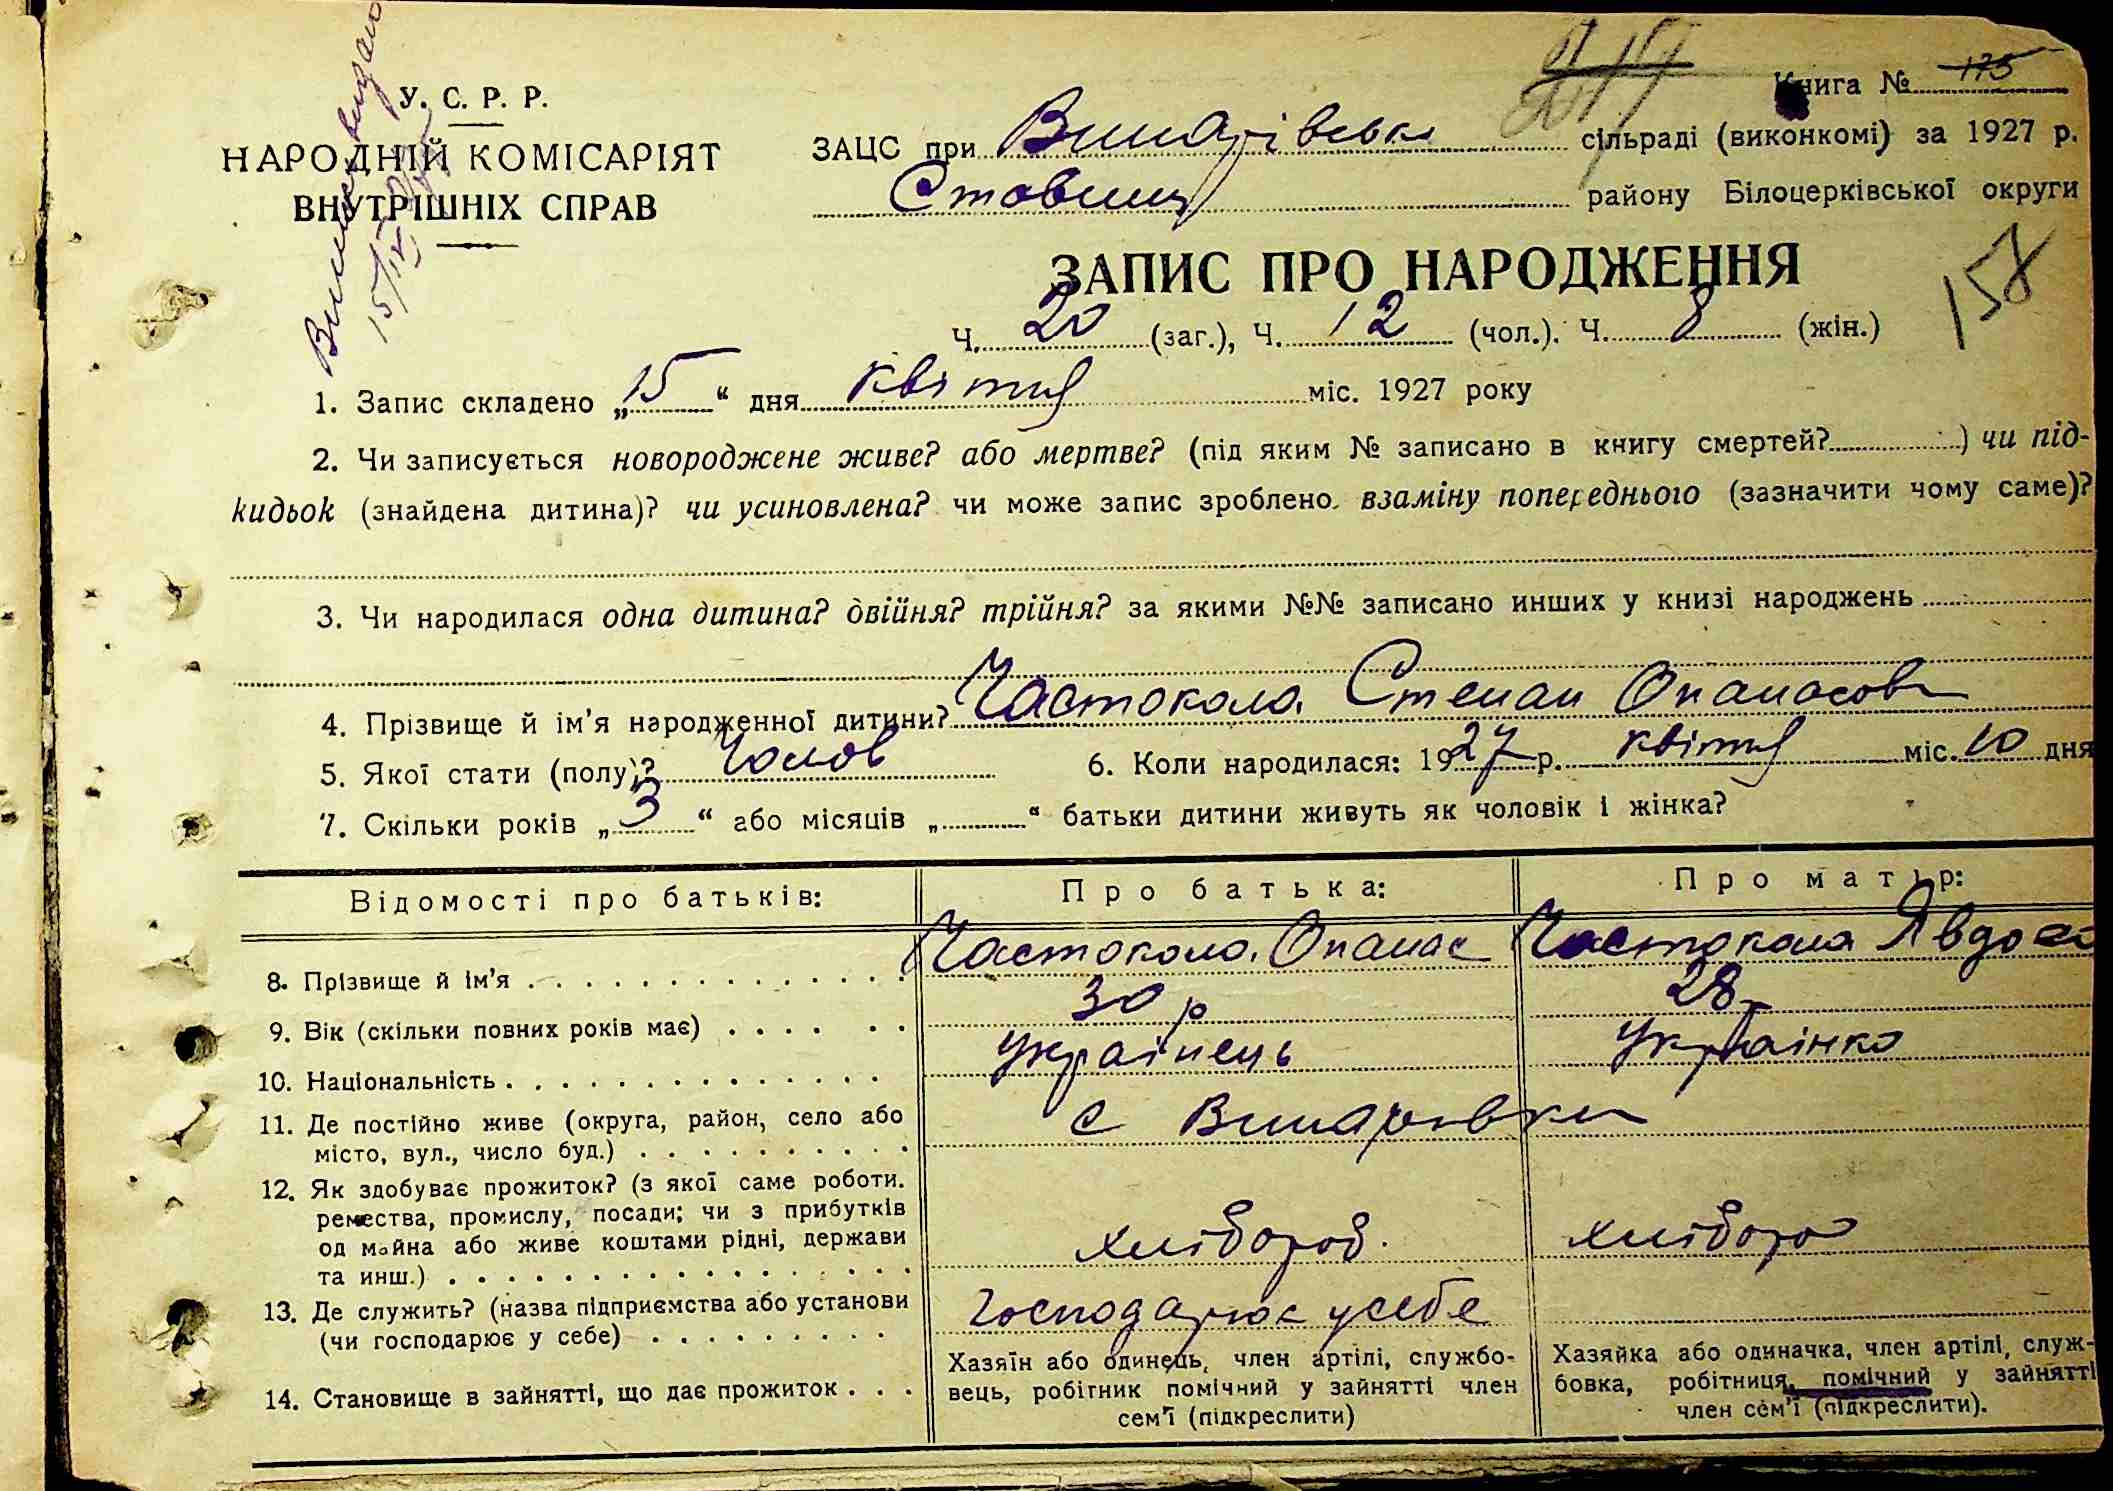 У. С. Р. Р.
НАРОДНІЙ КОМІСАРІЯТ
ВНУТРІШНІХ СПРАВ
15/IV
Книга № 175
ЗАЦС при Винарівські сільраді (виконкомі) за 1927 р.
Ставищ району Білоцерківської округи
ЗАПИС ПРО НАРОДЖЕННЯ
158
Ч. 20 (заг.), Ч. 12 (чол.). Ч. 8 (жін.)
1. Запис складено „15“ дня квітня міс. 1927 року
2. Чи записується новороджене живе? або мертве? (під яким № записано в книгу смертей?) чи під-
кидьок (знайдена дитина)? чи усиновлена? чи може запис зроблено взаміну попереднього (зазначити чому саме)?
3. Чи народилася одна дитина? двійня? трійня? за якими №№ записано инших у книзі народжень
4. Прізвище й ім'я народженної дитини? Частокола Степан Опанасов
5. Якої стати (полу)? Чолов 6. Коли народилася: 1927 р. квітня міс. 10 дня
7. Скільки років „3“ або місяців „ “ батьки дитини живуть як чоловік і жінка?
Відомості про батьків: Про батька: Про матір:
8. Прізвище й ім'я Частокола Опанас Частокола Явдоха
9. Вік (скільки повних років має) 30 р 28 р
10. Національність Українець Українка
11. Де постійно живе (округа, район, село або
місто, вул., число буд.) с Винаровки
12. Як здобуває прожиток? (з якої саме роботи.
ремества, промислу, посади; чи з прибутків
од майна або живе коштами рідні, держави
та инш.) хлібороб. хлібороб
13. Де служить? (назва підприємства або установи
(чи господарює у себе) Господарює у себе
14. Становище в зайнятті, що дає прожиток
Хазяїн або одинець, член артілі, службо-
вець, робітник помічний у зайнятті член
сем'ї (підкреслити)
Хазяйка або одиначка, член артілі, служ-
бовка, робітниця, помічний у зайнятті
член сем'ї (підкреслити).